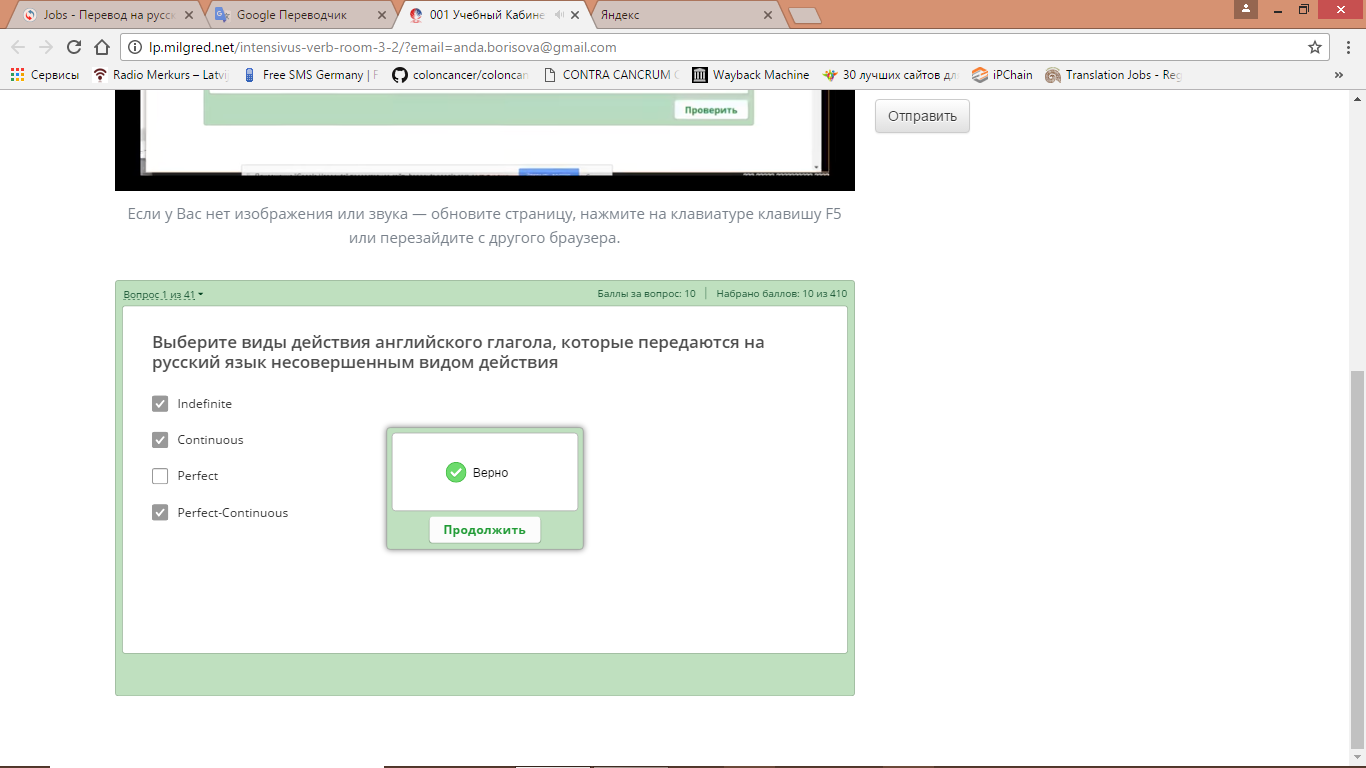 Jobs - Перевод на русск
Google Переводчик
001 Учебный Кабине
Яндекс
lp.milgred.net/intensivus-verb-room-3-2/?email=anda.borisova@gmail.com
Сервисы
Radio Merkurs – Latvij
Free SMS Germany | F
coloncancer/coloncan
CONTRA CANCRUM C
Wayback Machine
30 лучших сайтов для
iPChain
Translation Jobs - Reg
»
Проверить
Отправить
Если у Вас нет изображения или звука — обновите страницу, нажмите на клавиатуре клавишу F5
или перезайдите с другого браузера.
Вопрос 1 из 41
Баллы за вопрос: 10 | Набрано баллов: 10 из 410
Выберите виды действия английского глагола, которые передаются на
русский язык несовершенным видом действия
Indefinite
Continuous
Perfect
Perfect-Continuous
Верно
Продолжить